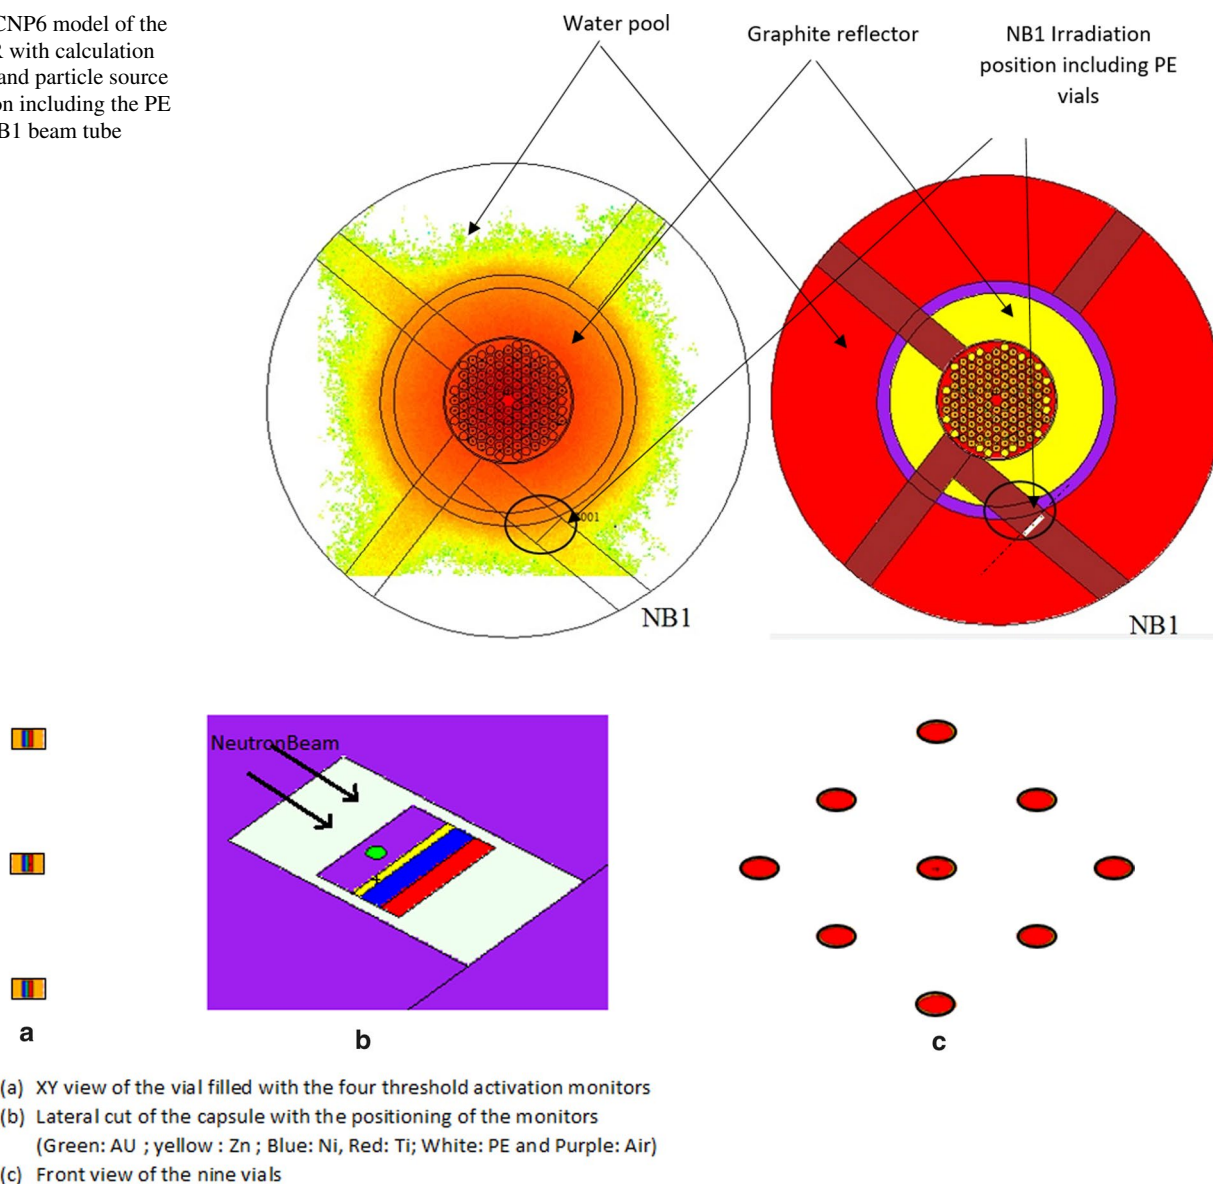 CNP6 model of the
R with calculation
and particle source
on including the PE
B1 beam tube
Water pool
Graphite reflector
NB1 Irradiation
position including PE
vials
001
NB1
NB1
NeutronBeam
a
b
c
(a) XY view of the vial filled with the four threshold activation monitors
(b) Lateral cut of the capsule with the positioning of the monitors
(Green: AU ; yellow : Zn ; Blue: Ni, Red: Ti; White: PE and Purple: Air)
(c) Front view of the nine vials